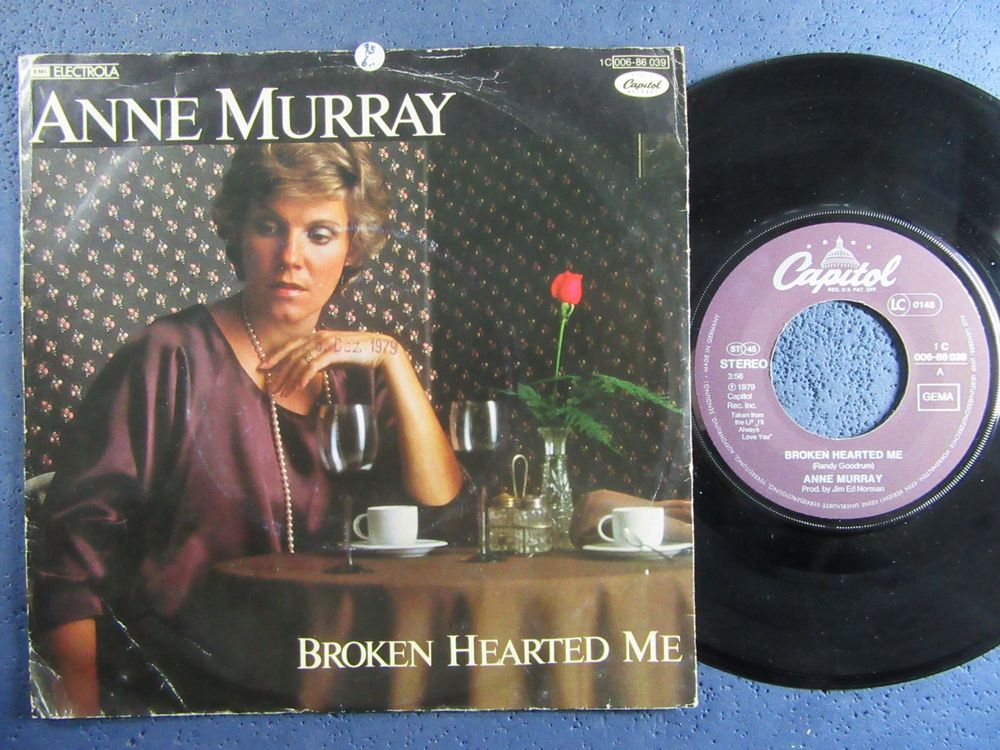 EMI ELECTROLA
1C 006-86 039
Capitol
RECORDS
ANNE MURRAY
Dez. 1979
BROKEN HEARTED ME
Capitol
REG. U.S. PAT. OFF.
LC 0148
ST 45
STEREO
3:56
℗ 1979
Capitol
Rec. Inc.
Taken from
the LP „I'll
Always
Love You"
1 C
006-86 039
A
GEMA
BROKEN HEARTED ME
(Randy Goodrum)
ANNE MURRAY
Prod. by Jim Ed Norman
MADE IN GERMANY